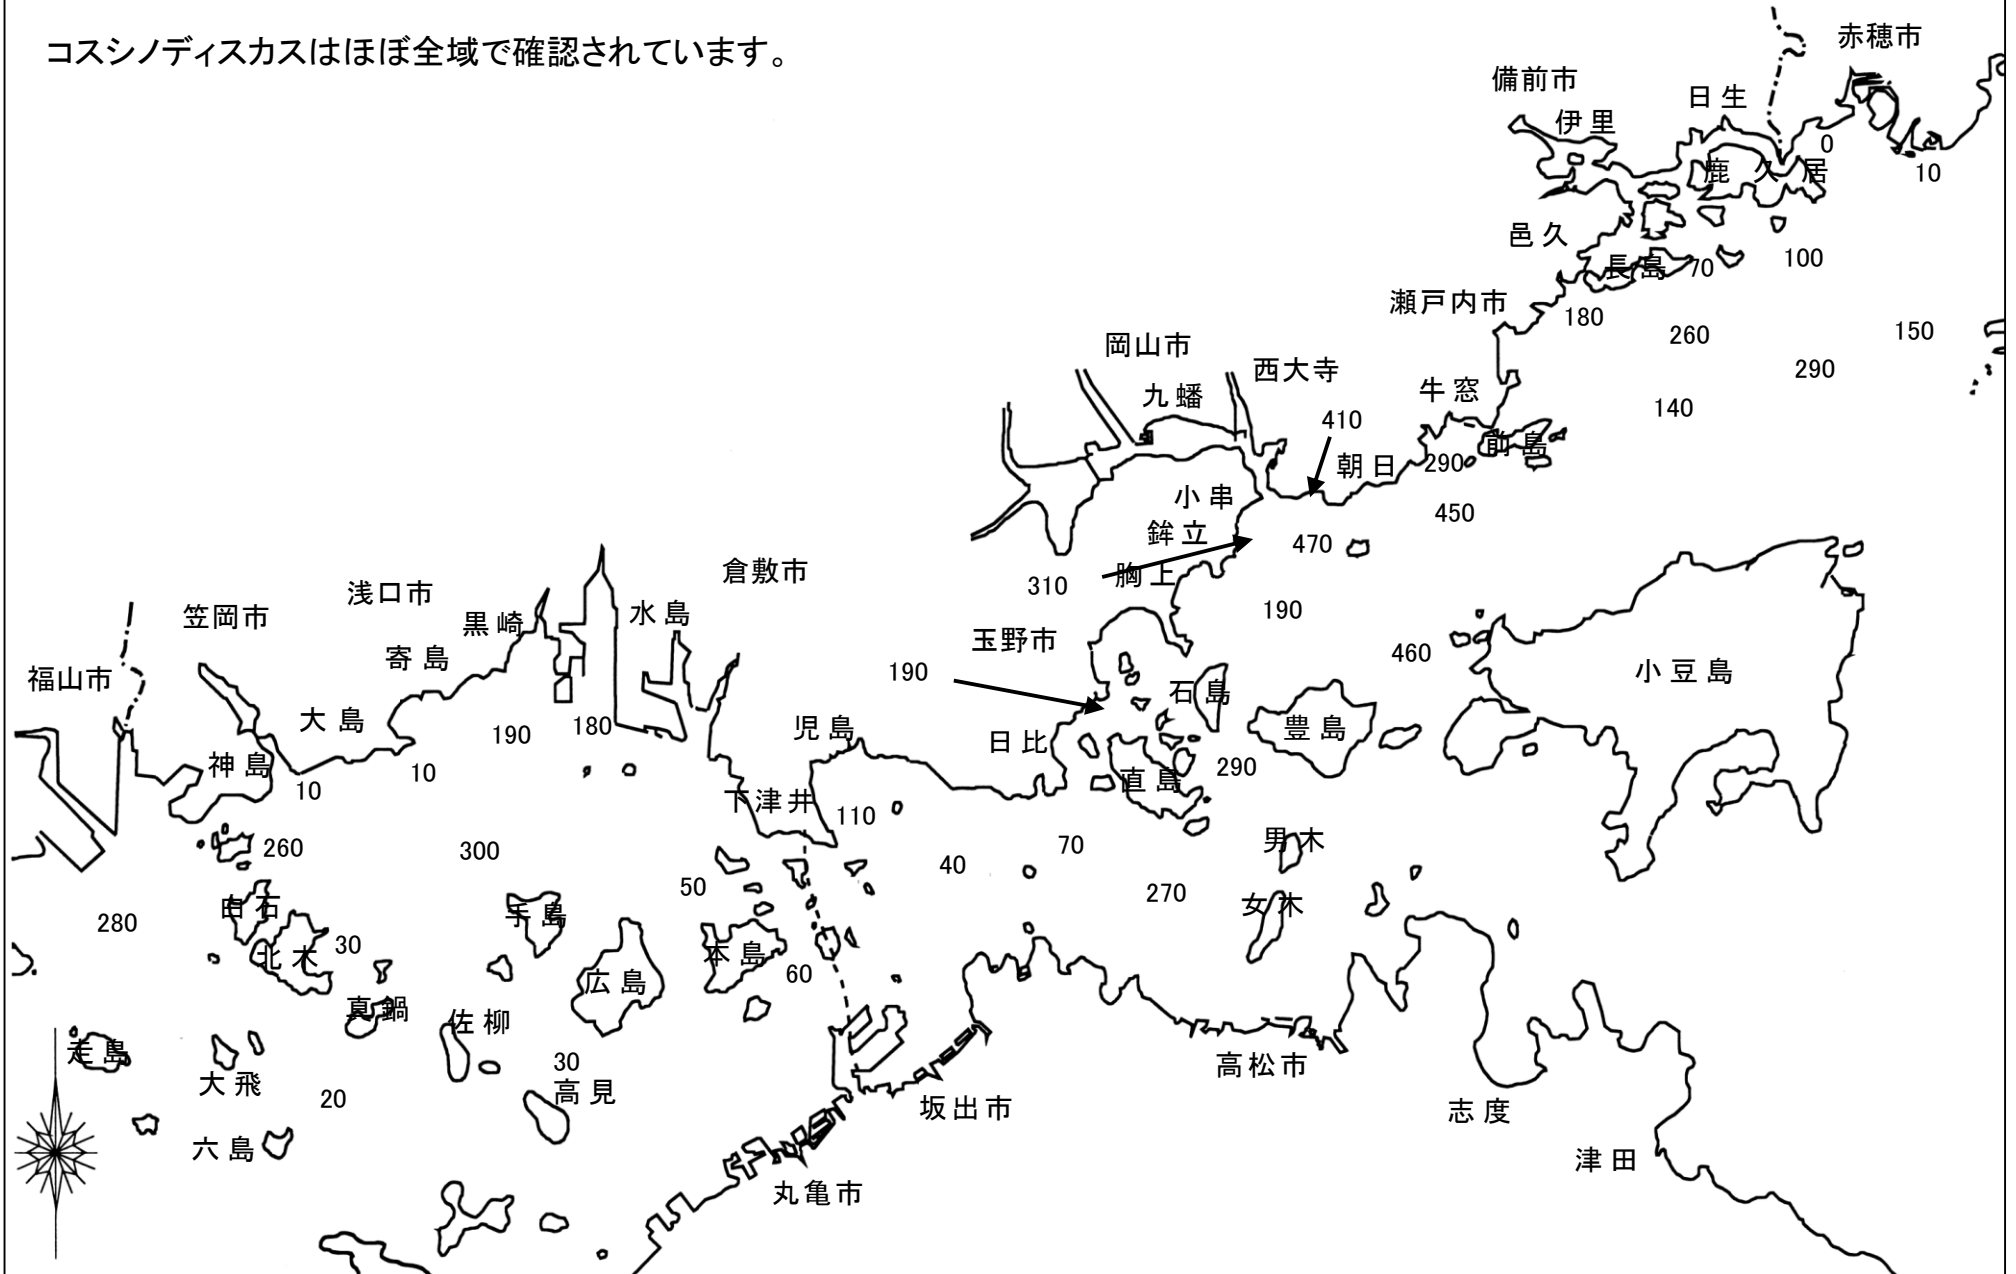 コスシノディスカスはほぼ全域で確認されています。
赤穂市
備前市
日生
伊里
0
鹿久居
10
邑久
100
長島
70
瀬戸内市
180
150
260
岡山市
290
西大寺
牛窓
九蟠
140
410
前島
朝日
290
小串
450
鉾立
470
胸上
310
倉敷市
浅口市
190
水島
笠岡市
黒崎
玉野市
460
寄島
190
小豆島
福山市
石島
大島
児島
豊島
190
180
日比
神島
290
10
10
直島
下津井
110
男木
70
260
300
40
50
270
女木
白石
手島
280
30
北木
本島
60
広島
真鍋
佐柳
走島
30
高松市
大飛
高見
20
坂出市
志度
六島
津田
丸亀市